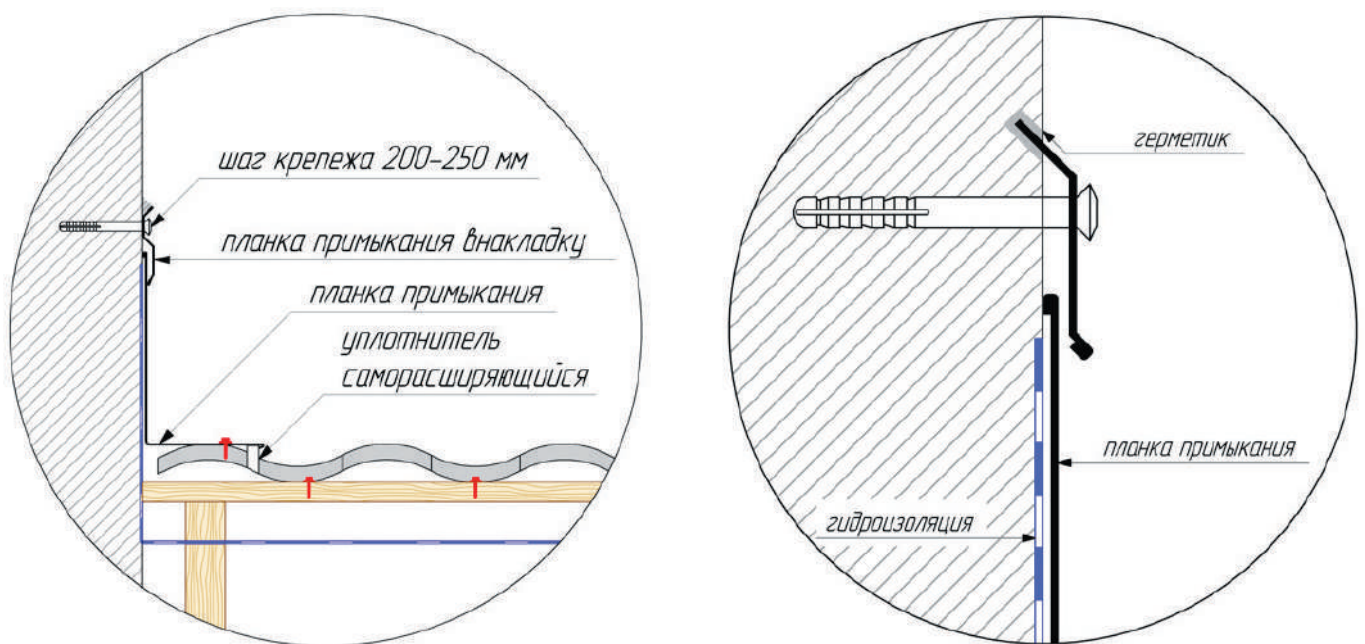 шаг крепежа 200-250 мм
планка примыкания внакладку
планка примыкания
уплотнитель
саморасширяющийся
герметик
планка примыкания
гидроизоляция